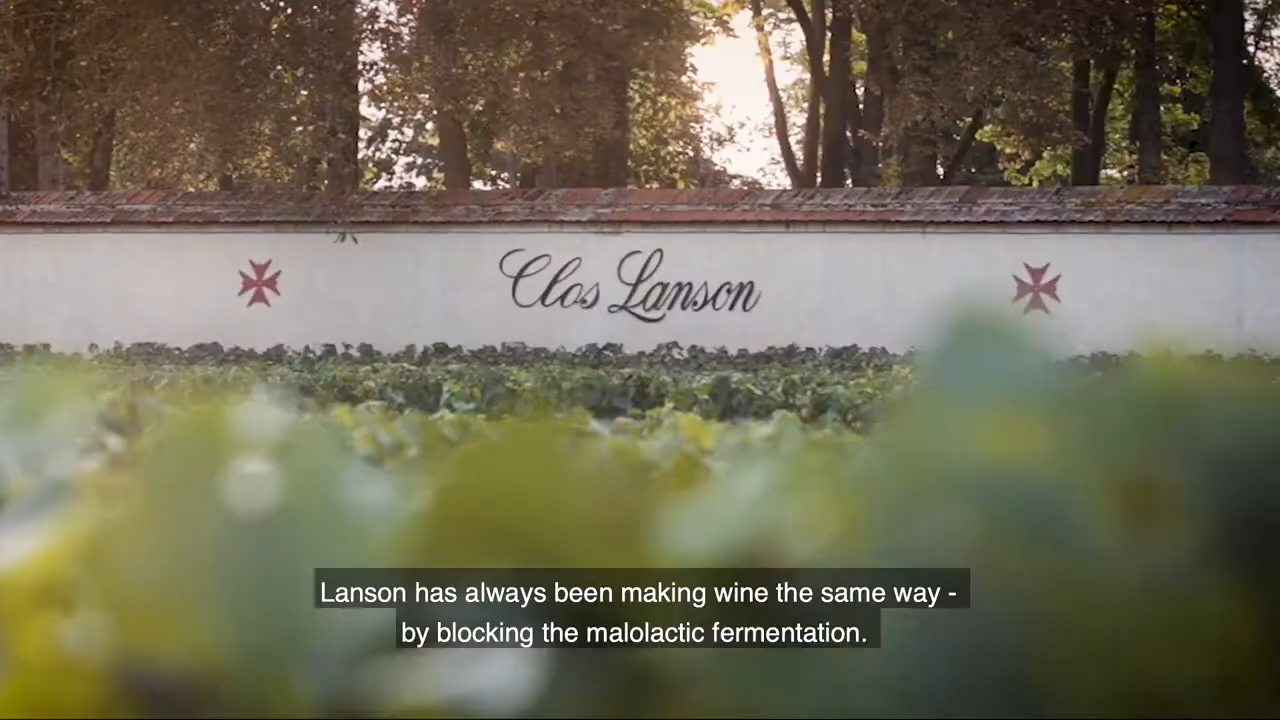 Clos Lanson
Lanson has always been making wine the same way -
by blocking the malolactic fermentation.